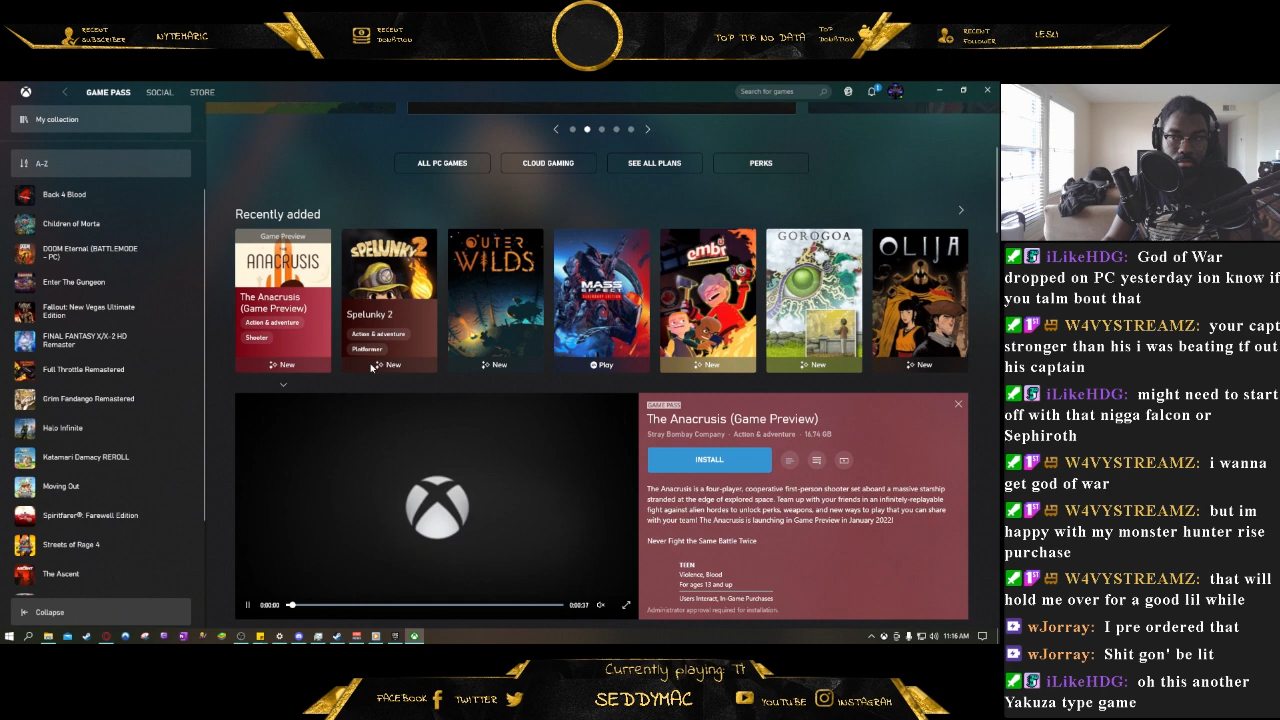 RECENT
SUBSCRIBER
NYTEMARIC
RECENT
DONATION
TOP TIP: NO DATA
TOP
DONATION
RECENT
FOLLOWER
LESLI
GAME PASS
SOCIAL
STORE
Search for games
My collection
A-Z
Back 4 Blood
Children of Morta
DOOM Eternal (BATTLEMODE
- PC)
Enter The Gungeon
Fallout: New Vegas Ultimate
Edition
FINAL FANTASY X/X-2 HD
Remaster
Full Throttle Remastered
Grim Fandango Remastered
Halo Infinite
Katamari Damacy REROLL
Moving Out
Spiritfarer®: Farewell Edition
Streets of Rage 4
The Ascent
Collapse
ALL PC GAMES
CLOUD GAMING
SEE ALL PLANS
PERKS
Recently added
Game Preview
THE
ANACRUSIS
The Anacrusis
(Game Preview)
Action & adventure
Shooter
New
SPELUNKY 2
Spelunky 2
Action & adventure
Platformer
New
OUTER
WILDS
New
MASS
EFFECT
LEGENDARY EDITION
Play
embr
New
GOROGOA
New
OLIJA
New
0:00:00
0:00:37
GAME PASS
The Anacrusis (Game Preview)
Stray Bombay Company · Action & adventure · 16.74 GB
INSTALL
The Anacrusis is a four-player, cooperative first-person shooter set aboard a massive starship
stranded at the edge of explored space. Team up with your friends in an infinitely-replayable
fight against alien hordes to unlock perks, weapons, and new ways to play that you can share
with your team! The Anacrusis is launching in Game Preview in January 2022!
Never Fight the Same Battle Twice
TEEN
Violence, Blood
For ages 13 and up
Users Interact, In-Game Purchases
Administrator approval required for installation.
11:16 AM
iLikeHDG: God of War
dropped on PC yesterday ion know if
you talm bout that
W4VYSTREAMZ: your capt
stronger than his i was beating tf out
his captain
iLikeHDG: might need to start
off with that nigga falcon or
Sephiroth
W4VYSTREAMZ: i wanna
get god of war
W4VYSTREAMZ: but im
happy with my monster hunter rise
purchase
W4VYSTREAMZ: that will
hold me over for a good lil while
wJorray: I pre ordered that
wJorray: Shit gon' be lit
iLikeHDG: oh this another
Yakuza type game
Currently playing:
FACEBOOK
TWITTER
SEDDYMAC
YOUTUBE
INSTAGRAM